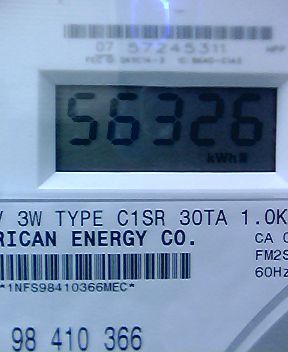 07 57245311
56326
kWh
V 3W TYPE C1SR 30TA 1.0K
RICAN ENERGY CO.
CA 0
FM2S
60Hz
*1NFS98410366MEC*
98 410 366